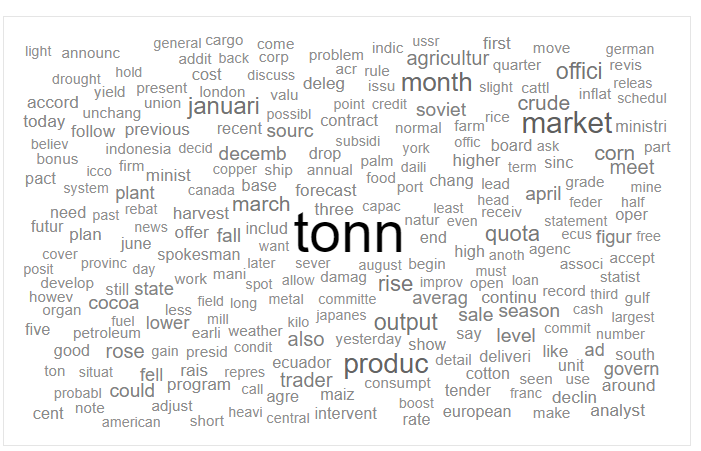 general cargo come ussr first move german
light announc addit back corp problem indic
agricultur quarter offici revis
drought hold cost discuss acr rule
deleg issu month slight cattl inflat releas
yield present london valu
accord union januari point credit soviet crude schedul
today unchang possibl contract rice market ministri
follow previous recent sourc normal farm
believ indonesia decid subsidi york offic board ask part
bonus decemb drop palm daili higher corn
icco firm copper ship annual term sinc meet
pact minist food chang
system plant canada base forecast port lead grade mine
march capac head april feder half
need past rebat harvest three least receiv
futur news offer includ tonn natur even statement oper
plan fall quota ecus figur free
june want end
cover spokesman high anoth agenc
posit provinc day later sever august begin must associ accept
develop still state work mani spot allow damag rise improv open loan statist
howev cocoa field long metal committe averag continu record third gulf
organ less japanes sale season cash largest
five fuel lower mill kilo output
petroleum earli weather also yesterday show say level commit number
good rose gain presid condit
ecuador produc detail deliveri like ad south
ton situat fell rais repres cotton unit govern
probabl could program call trader consumpt seen use around
agre maiz tender franc declin
cent note adjust heavi boost european make analyst
american short central intervent rate